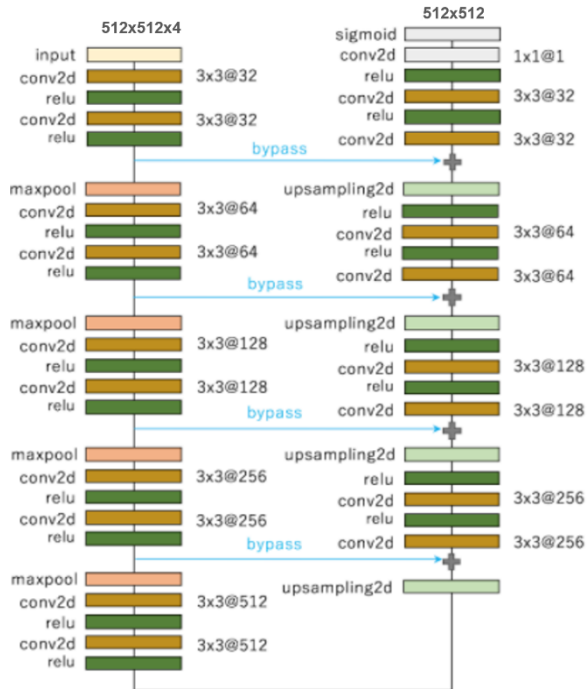 512x512x4
input
conv2d 3x3@32
relu
conv2d 3x3@32
relu
bypass
maxpool
conv2d 3x3@64
relu
conv2d 3x3@64
relu
bypass
maxpool
conv2d 3x3@128
relu
conv2d 3x3@128
relu
bypass
maxpool
conv2d 3x3@256
relu
conv2d 3x3@256
relu
bypass
maxpool
conv2d 3x3@512
relu
conv2d 3x3@512
relu
512x512
sigmoid
conv2d 1x1@1
relu
conv2d 3x3@32
relu
conv2d 3x3@32
upsampling2d
relu
conv2d 3x3@64
relu
conv2d 3x3@64
upsampling2d
relu
conv2d 3x3@128
relu
conv2d 3x3@128
upsampling2d
relu
conv2d 3x3@256
relu
conv2d 3x3@256
upsampling2d